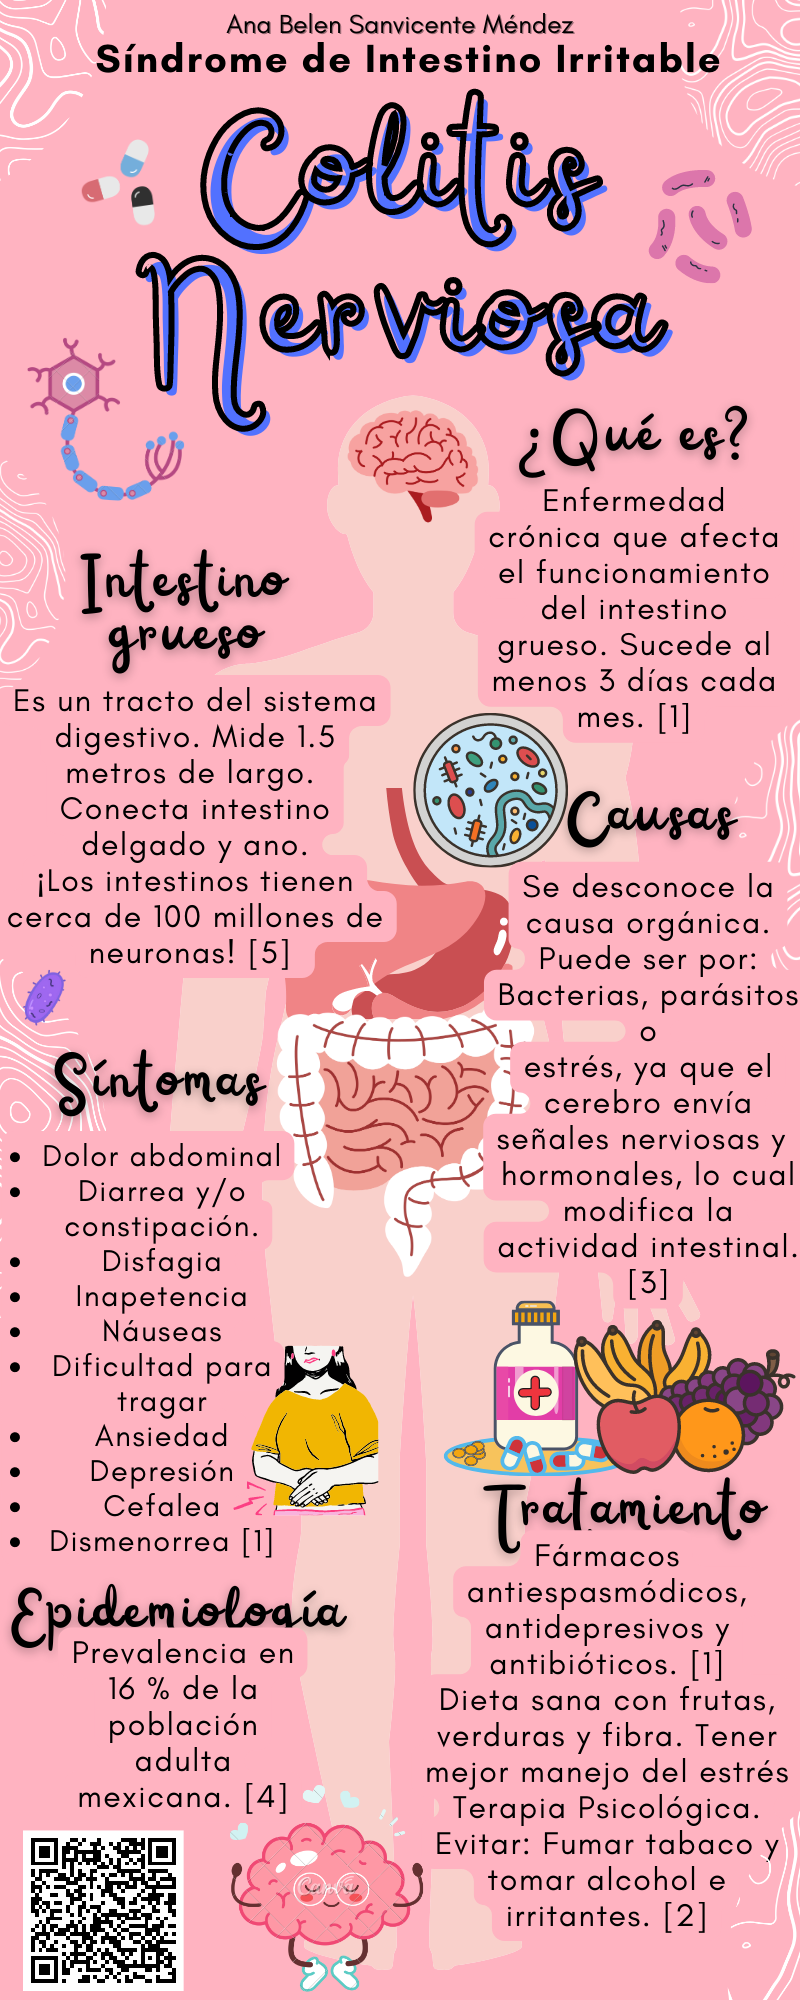 Ana Belen Sanvicente Méndez
Síndrome de Intestino Irritable
Colitis
Nerviosa
¿Qué es?
Enfermedad
crónica que afecta
el funcionamiento
del intestino
grueso. Sucede al
menos 3 días cada
mes. [1]
Intestino
grueso
Es un tracto del sistema
digestivo. Mide 1.5
metros de largo.
Conecta intestino
delgado y ano.
¡Los intestinos tienen
cerca de 100 millones de
neuronas! [5]
Causas
Se desconoce la
causa orgánica.
Puede ser por:
Bacterias, parásitos
o
estrés, ya que el
cerebro envía
señales nerviosas y
hormonales, lo cual
modifica la
actividad intestinal.
[3]
Síntomas
• Dolor abdominal
• Diarrea y/o
constipación.
• Disfagia
• Inapetencia
• Náuseas
• Dificultad para
tragar
• Ansiedad
• Depresión
• Cefalea
• Dismenorrea [1]
Tratamiento
Fármacos
antiespasmódicos,
antidepresivos y
antibióticos. [1]
Dieta sana con frutas,
verduras y fibra. Tener
mejor manejo del estrés
Terapia Psicológica.
Evitar: Fumar tabaco y
tomar alcohol e
irritantes. [2]
Epidemiología
Prevalencia en
16 % de la
población
adulta
mexicana. [4]
Canva